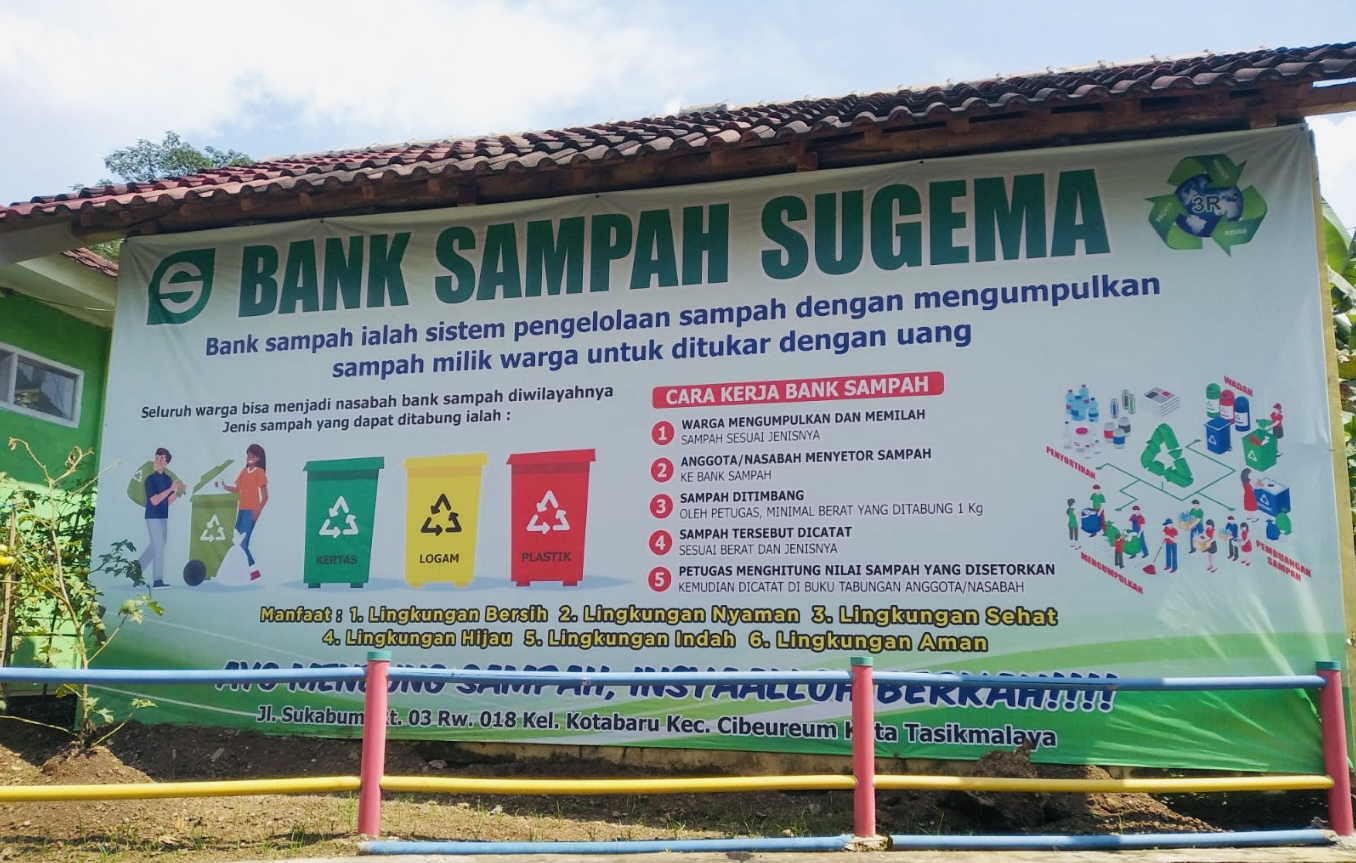 BANK SAMPAH SUGEMA
3R
Bank sampah ialah sistem pengelolaan sampah dengan mengumpulkan
sampah milik warga untuk ditukar dengan uang
Seluruh warga bisa menjadi nasabah bank sampah diwilayahnya
Jenis sampah yang dapat ditabung ialah :
KERTAS
LOGAM
PLASTIK
CARA KERJA BANK SAMPAH
1 WARGA MENGUMPULKAN DAN MEMILAH
SAMPAH SESUAI JENISNYA
2 ANGGOTA/NASABAH MENYETOR SAMPAH
KE BANK SAMPAH
3 SAMPAH DITIMBANG
OLEH PETUGAS, MINIMAL BERAT YANG DITABUNG 1 Kg
4 SAMPAH TERSEBUT DICATAT
SESUAI BERAT DAN JENISNYA
5 PETUGAS MENGHITUNG NILAI SAMPAH YANG DISETORKAN
KEMUDIAN DICATAT DI BUKU TABUNGAN ANGGOTA/NASABAH
WADAH
PENYORTIRAN
MENGUMPULKAN
PEMBUANGAN
SAMPAH
Manfaat : 1. Lingkungan Bersih 2. Lingkungan Nyaman 3. Lingkungan Sehat
4. Lingkungan Hijau 5. Lingkungan Indah 6. Lingkungan Aman
AYO SAMPAH, INSYAALLOH BERKAH!!!!
Jl. 03 Rw. 018 Kel. Kotabaru Kec. Cibeureum Tasikmalaya